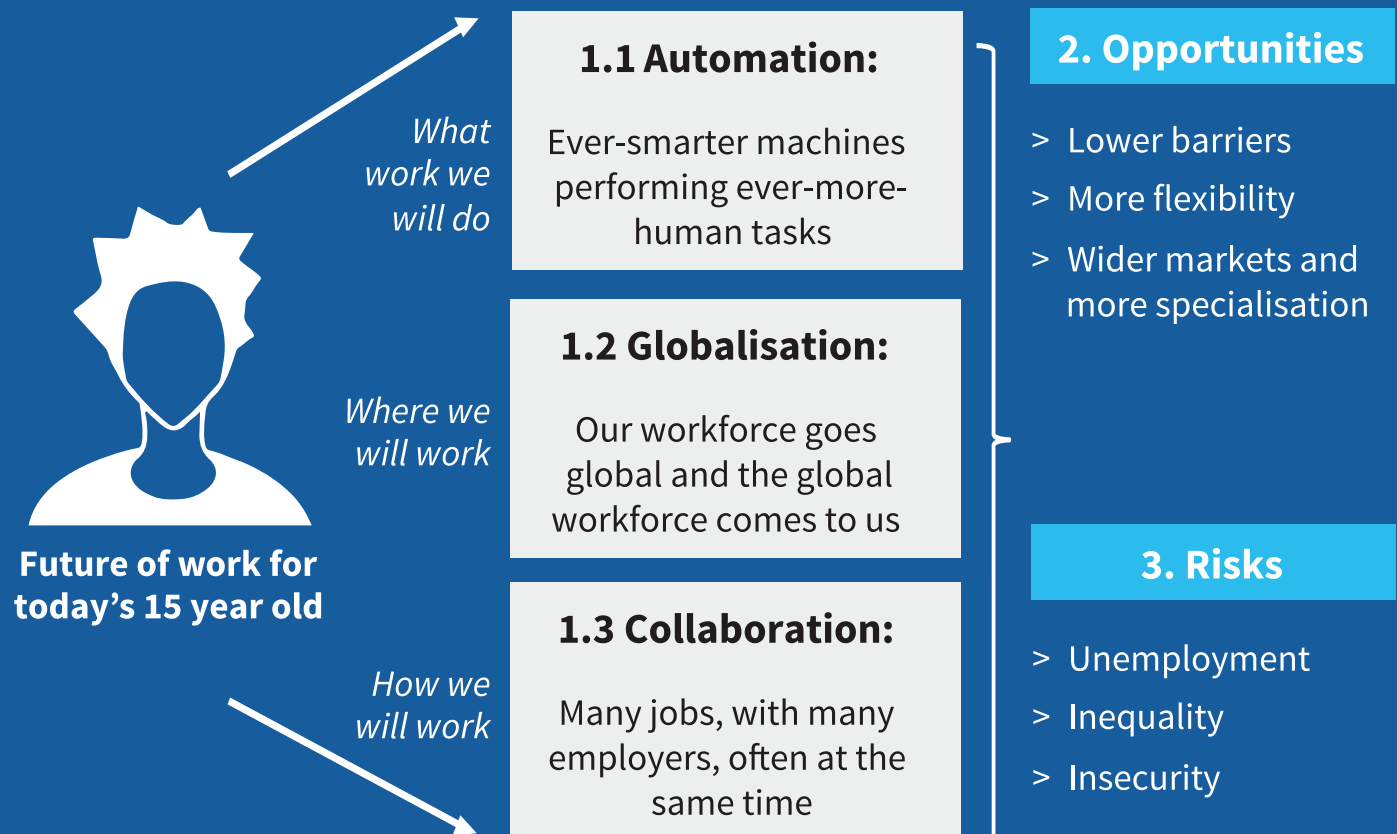 Future of work for
today’s 15 year old
What
work we
will do
1.1 Automation:
Ever-smarter machines
performing ever-more-
human tasks
Where we
will work
1.2 Globalisation:
Our workforce goes
global and the global
workforce comes to us
How we
will work
1.3 Collaboration:
Many jobs, with many
employers, often at the
same time
2. Opportunities
> Lower barriers
> More flexibility
> Wider markets and
more specialisation
3. Risks
> Unemployment
> Inequality
> Insecurity